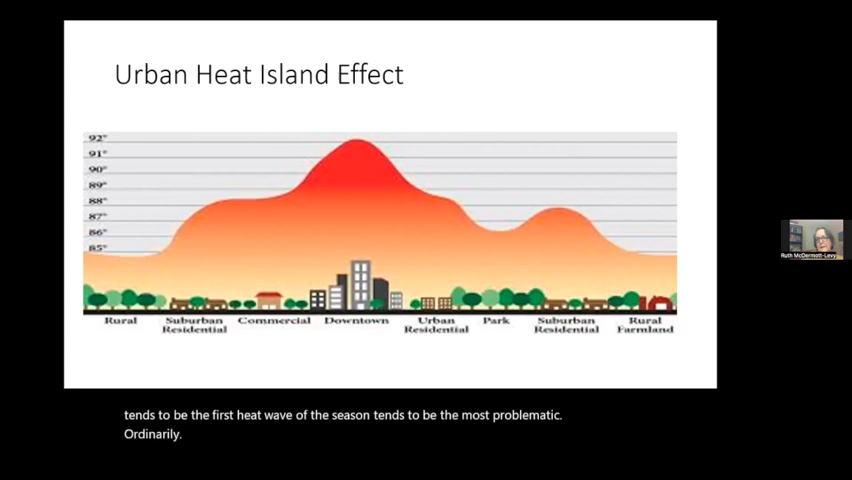 Urban Heat Island Effect
92°
91°
90°
89°
88°
87°
86°
85°
Rural
Suburban
Residential
Commercial
Downtown
Urban
Residential
Park
Suburban
Residential
Rural
Farmland
Ruth McDermott-Levy
tends to be the first heat wave of the season tends to be the most problematic.
Ordinarily.